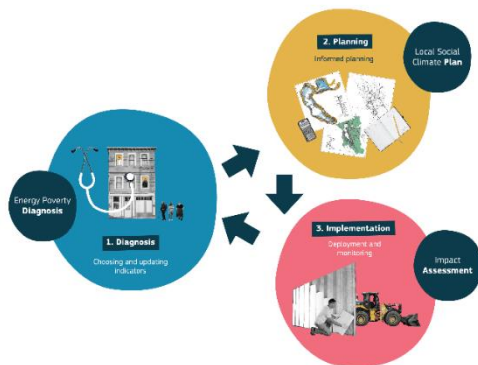 2. Planning
Informed planning
Local Social
Climate Plan
Energy Poverty
Diagnosis
1. Diagnosis
Choosing and updating
indicators
3. Implementation
Deployment and
monitoring
Impact
Assessment